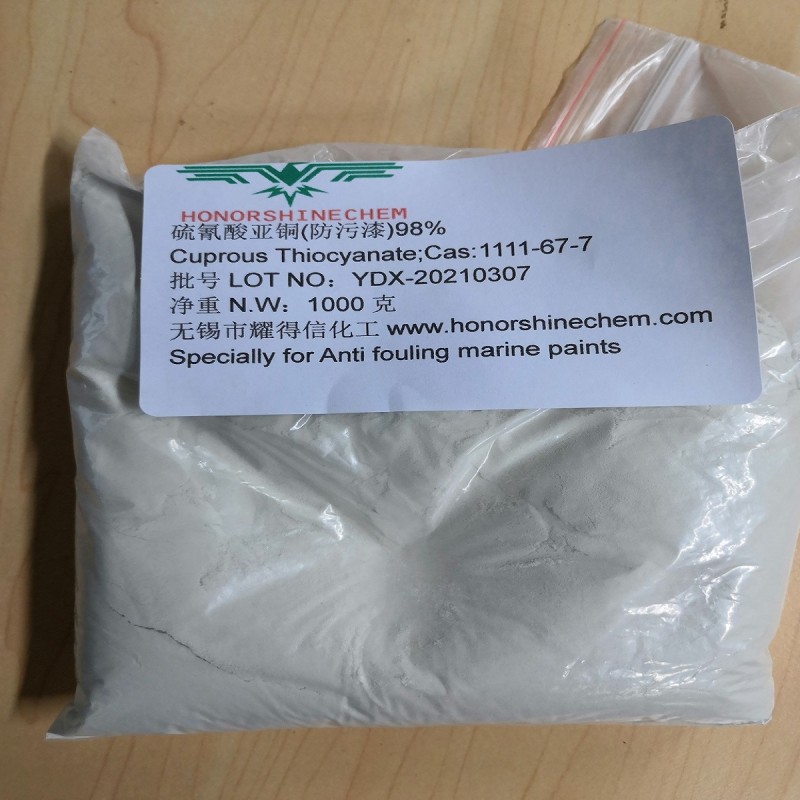 HONORSHINECHEM
硫氰酸亚铜(防污漆)98%
Cuprous Thiocyanate;Cas:1111-67-7
批号 LOT NO：YDX-20210307
净重 N.W：1000 克
无锡市耀得信化工 www.honorshinechem.com
Specially for Anti fouling marine paints